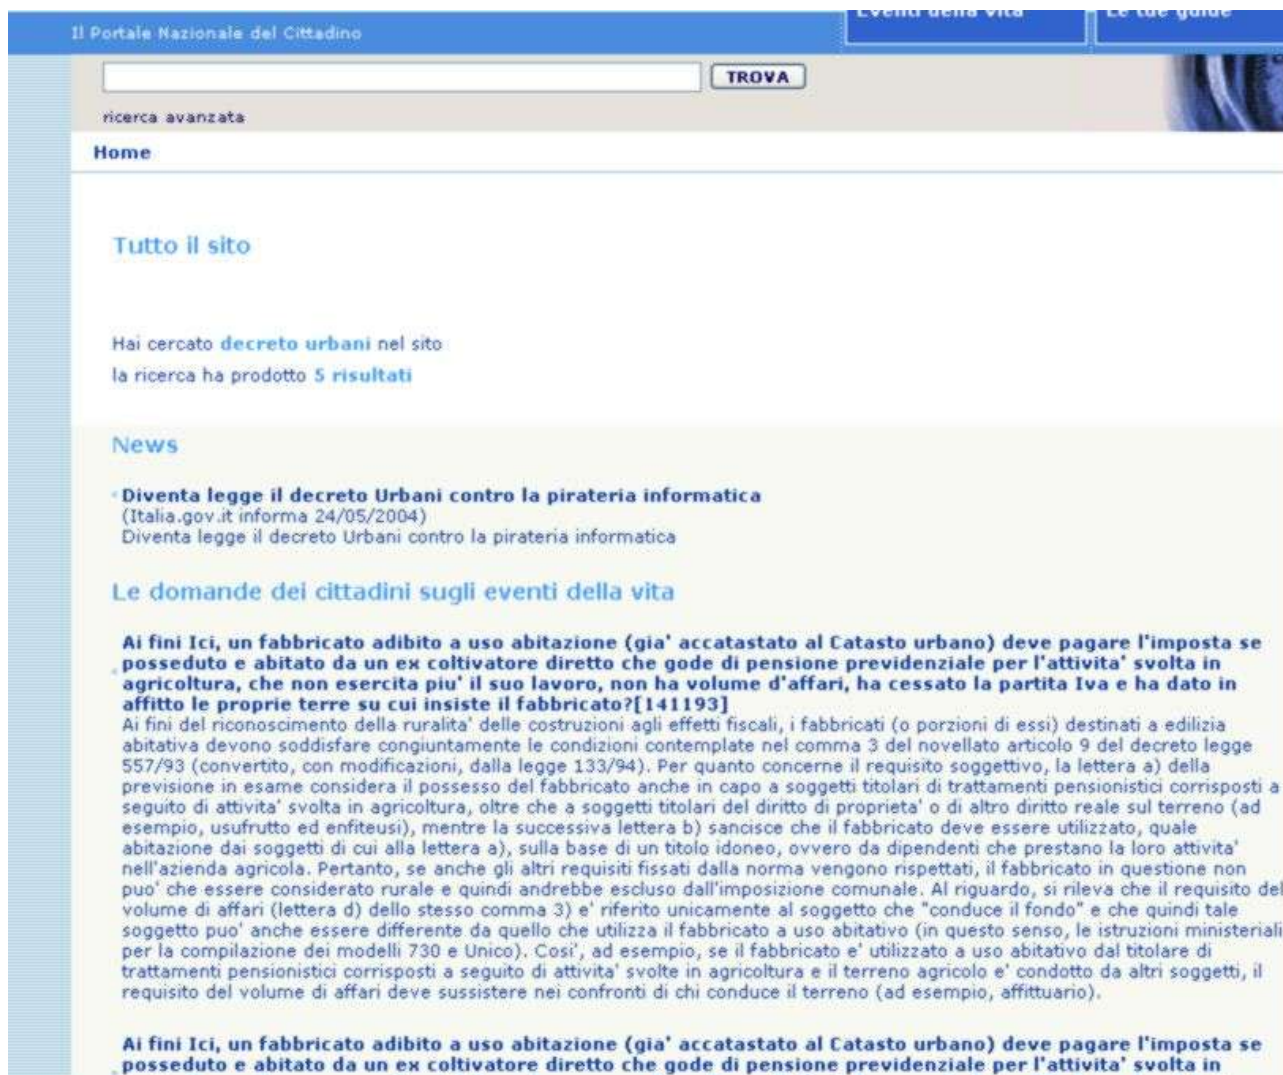 Eventi della vita
Le tue guide
Il Portale Nazionale del Cittadino
TROVA
ricerca avanzata
Home
Tutto il sito
Hai cercato decreto urbani nel sito
la ricerca ha prodotto 5 risultati
News
Diventa legge il decreto Urbani contro la pirateria informatica
(Italia.gov.it informa 24/05/2004)
Diventa legge il decreto Urbani contro la pirateria informatica
Le domande dei cittadini sugli eventi della vita
Ai fini Ici, un fabbricato adibito a uso abitazione (gia' accatastato al Catasto urbano) deve pagare l'imposta se
posseduto e abitato da un ex coltivatore diretto che gode di pensione previdenziale per l'attivita' svolta in
agricoltura, che non esercita piu' il suo lavoro, non ha volume d'affari, ha cessato la partita Iva e ha dato in
affitto le proprie terre su cui insiste il fabbricato?[141193]
Ai fini del riconoscimento della ruralita' delle costruzioni agli effetti fiscali, i fabbricati (o porzioni di essi) destinati a edilizia
abitativa devono soddisfare congiuntamente le condizioni contemplate nel comma 3 del novellato articolo 9 del decreto legge
557/93 (convertito, con modificazioni, dalla legge 133/94). Per quanto concerne il requisito soggettivo, la lettera a) della
previsione in esame considera il possesso del fabbricato anche in capo a soggetti titolari di trattamenti pensionistici corrisposti a
seguito di attivita' svolta in agricoltura, oltre che a soggetti titolari del diritto di proprieta' o di altro diritto reale sul terreno (ad
esempio, usufrutto ed enfiteusi), mentre la successiva lettera b) sancisce che il fabbricato deve essere utilizzato, quale
abitazione dai soggetti di cui alla lettera a), sulla base di un titolo idoneo, ovvero da dipendenti che prestano la loro attivita'
nell'azienda agricola. Pertanto, se anche gli altri requisiti fissati dalla norma vengono rispettati, il fabbricato in questione non
puo' che essere considerato rurale e quindi andrebbe escluso dall'imposizione comunale. Al riguardo, si rileva che il requisito del
volume di affari (lettera d) dello stesso comma 3) e' riferito unicamente al soggetto che "conduce il fondo" e che quindi tale
soggetto puo' anche essere differente da quello che utilizza il fabbricato a uso abitativo (in questo senso, le istruzioni ministeriali
per la compilazione dei modelli 730 e Unico). Cosi', ad esempio, se il fabbricato e' utilizzato a uso abitativo dal titolare di
trattamenti pensionistici corrisposti a seguito di attivita' svolte in agricoltura e il terreno agricolo e' condotto da altri soggetti, il
requisito del volume di affari deve sussistere nei confronti di chi conduce il terreno (ad esempio, affittuario).
Ai fini Ici, un fabbricato adibito a uso abitazione (gia' accatastato al Catasto urbano) deve pagare l'imposta se
posseduto e abitato da un ex coltivatore diretto che gode di pensione previdenziale per l'attivita' svolta in